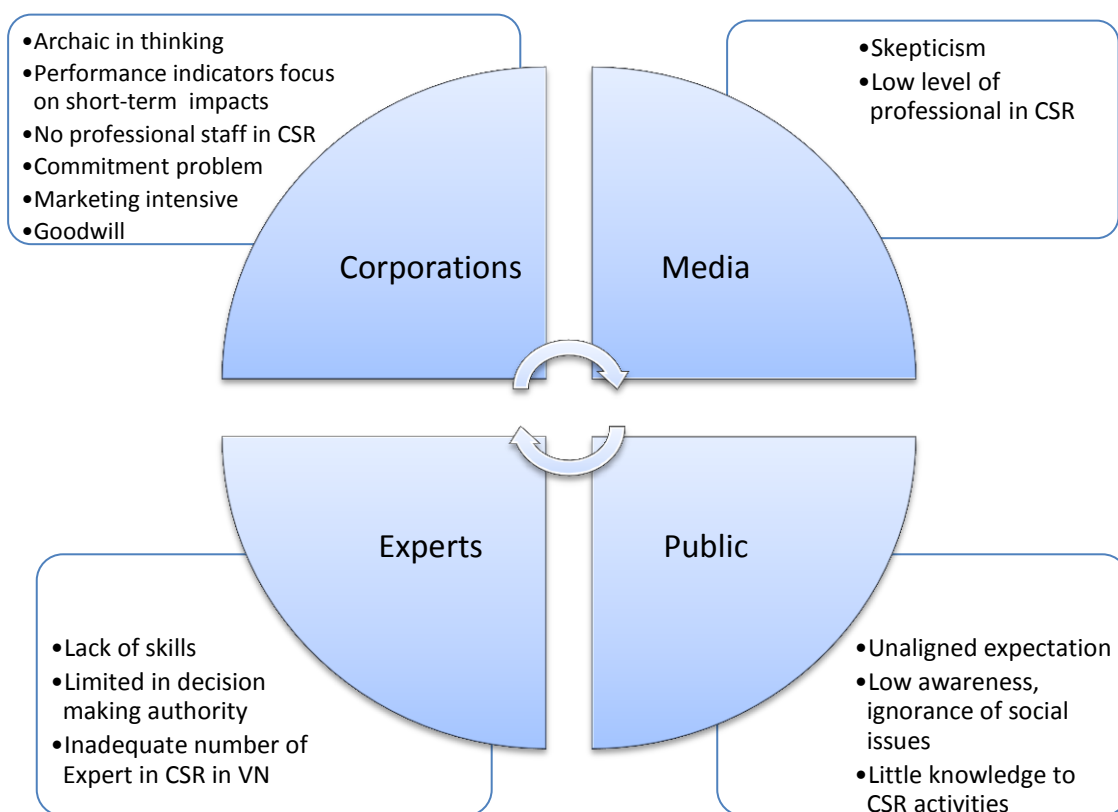 •Archaic in thinking
•Performance indicators focus
on short-term impacts
•No professional staff in CSR
•Commitment problem
•Marketing intensive
•Goodwill
•Skepticism
•Low level of
professional in CSR
Corporations
Media
Experts
Public
•Lack of skills
•Limited in decision
making authority
•Inadequate number of
Expert in CSR in VN
•Unaligned expectation
•Low awareness,
ignorance of social
issues
•Little knowledge to
CSR activities